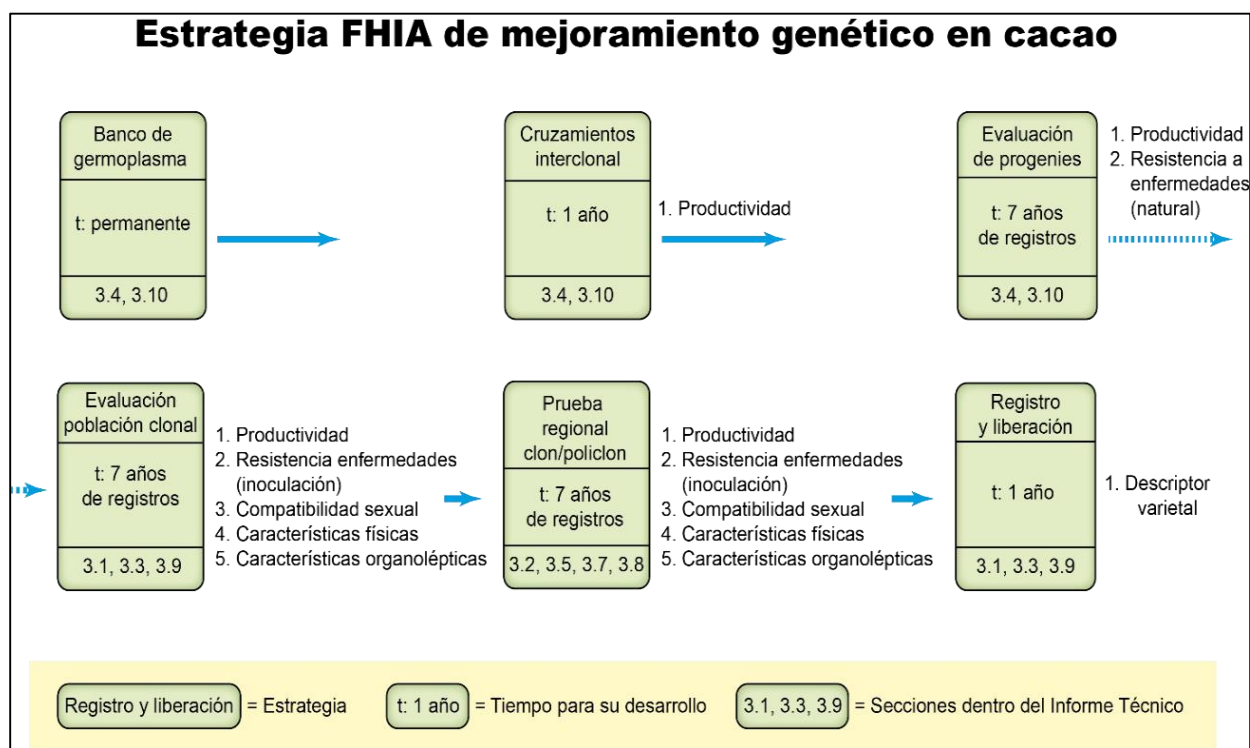 Estrategia FHIA de mejoramiento genético en cacao
Banco de
germoplasma
t: permanente
3.4, 3.10
Cruzamientos
interclonal
t: 1 año
3.4, 3.10
1. Productividad
Evaluación
de progenies
t: 7 años
de registros
3.4, 3.10
1. Productividad
2. Resistencia a
enfermedades
(natural)
Evaluación
población clonal
t: 7 años
de registros
3.1, 3.3, 3.9
1. Productividad
2. Resistencia enfermedades
(inoculación)
3. Compatibilidad sexual
4. Características físicas
5. Características organolépticas
Prueba
regional
clon/policlon
t: 7 años
de registros
3.2, 3.5, 3.7, 3.8
1. Productividad
2. Resistencia enfermedades
(inoculación)
3. Compatibilidad sexual
4. Características físicas
5. Características organolépticas
Registro
y liberación
t: 1 año
3.1, 3.3, 3.9
1. Descriptor
varietal
Registro y liberación = Estrategia
t: 1 año = Tiempo para su desarrollo
3.1, 3.3, 3.9 = Secciones dentro del Informe Técnico